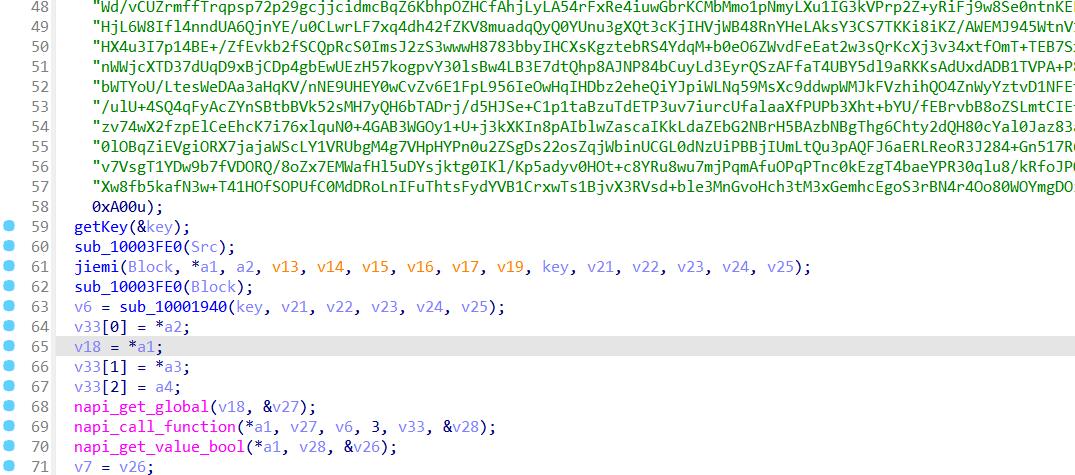 48 "Wd/vCUZrmffTrqpsp72p29gcjjcidmcBqZ6KbhpOZHCfAhjLyLA54rFxRe4iuwGbrKCMbMmo1pNmyLXu1IG3kVPrp2Z+yRiFj9w8Se0ntnKE
49 "HjL6W8Ifl4nndUA6QjnYE/u0CLwrLF7xq4dh42fZKV8muadqQyQ0YUnu3gXQt3cKjIHVjWB48RnYHeLAksY3CS7TKKi8iKZ/AWEMJ945WtnV
50 "HX4u3I7p14BE+/ZfEvkb2fSCQpRcS0ImsJ2zS3wwwH8783bbyIHCXsKgztebRS4YdqM+b0eO6ZWvdFeEat2w3sQrKcXj3v34xtfOmT+TEB7S
51 "nWWjcXTD37dUqD9xBjCDp4gbEwUEzH57kogpvY30lsBw4LB3E7dtQhp8AJNP84bCuyLd3EyrQSzAFfaT4UBY5dl9aRKKsAdUxdADB1TVPA+P
52 "bWTYoU/LtesWeDAa3aHqKV/nNE9UHEY0wCvZv6E1FpL956IeOwHqIHDbz2eheQiYJpiWLNq59MsXc9ddwpWMJkFVzhihQO4ZnWyYztvD1NFE
53 "/ulU+4SQ4qFyAcZYnSBtbBVk52sMH7yQH6bTADrj/d5HJSe+C1p1taBzuTdETP3uv7iurcUfalaaXfPUPb3Xht+bYU/fEBrvbB8oZSLmtCIE
54 "zv74wX2fzpElCeEhcK7i76xlquN0+4GAB3WGOy1+U+j3kXKIn8pAIblwZascaIKkLdaZEbG2NBrH5BAzbNBgThg6Chty2dQH80cYal0Jaz83
55 "0lOBqZiEVgiORX7jajaWScLY1VRUbgM4g7VHpHYPn0u2ZSgDs22osZqjWbinUCGL0dNzUiPBBjIUmLtQu3pAQFJ6aERLReoR3J284+Gn517R
56 "v7VsgT1YDw9b7fVDORQ/8oZx7EMWafHl5uDYsjktg0IKl/Kp5adyv0HOt+c8YRu8wu7mjPqmAfuOPqPTnc0kEzgT4baeYPR30qlu8/kRfoJP
57 "Xw8fb5kafN3w+T41HOfSOPUfC0MdDRoLnIFuThtsFydYVB1CrxwTs1BjvX3RVsd+ble3MnGvoHch3tM3xGemhcEgoS3rBN4r4Oo80WOYmgDO
58 0xA00u);
59 getKey(&key);
60 sub_10003FE0(Src);
61 jiemi(Block, *a1, a2, v13, v14, v15, v16, v17, v19, key, v21, v22, v23, v24, v25);
62 sub_10003FE0(Block);
63 v6 = sub_10001940(key, v21, v22, v23, v24, v25);
64 v33[0] = *a2;
65 v18 = *a1;
66 v33[1] = *a3;
67 v33[2] = a4;
68 napi_get_global(v18, &v27);
69 napi_call_function(*a1, v27, v6, 3, v33, &v28);
70 napi_get_value_bool(*a1, v28, &v26);
71 v7 = v26;